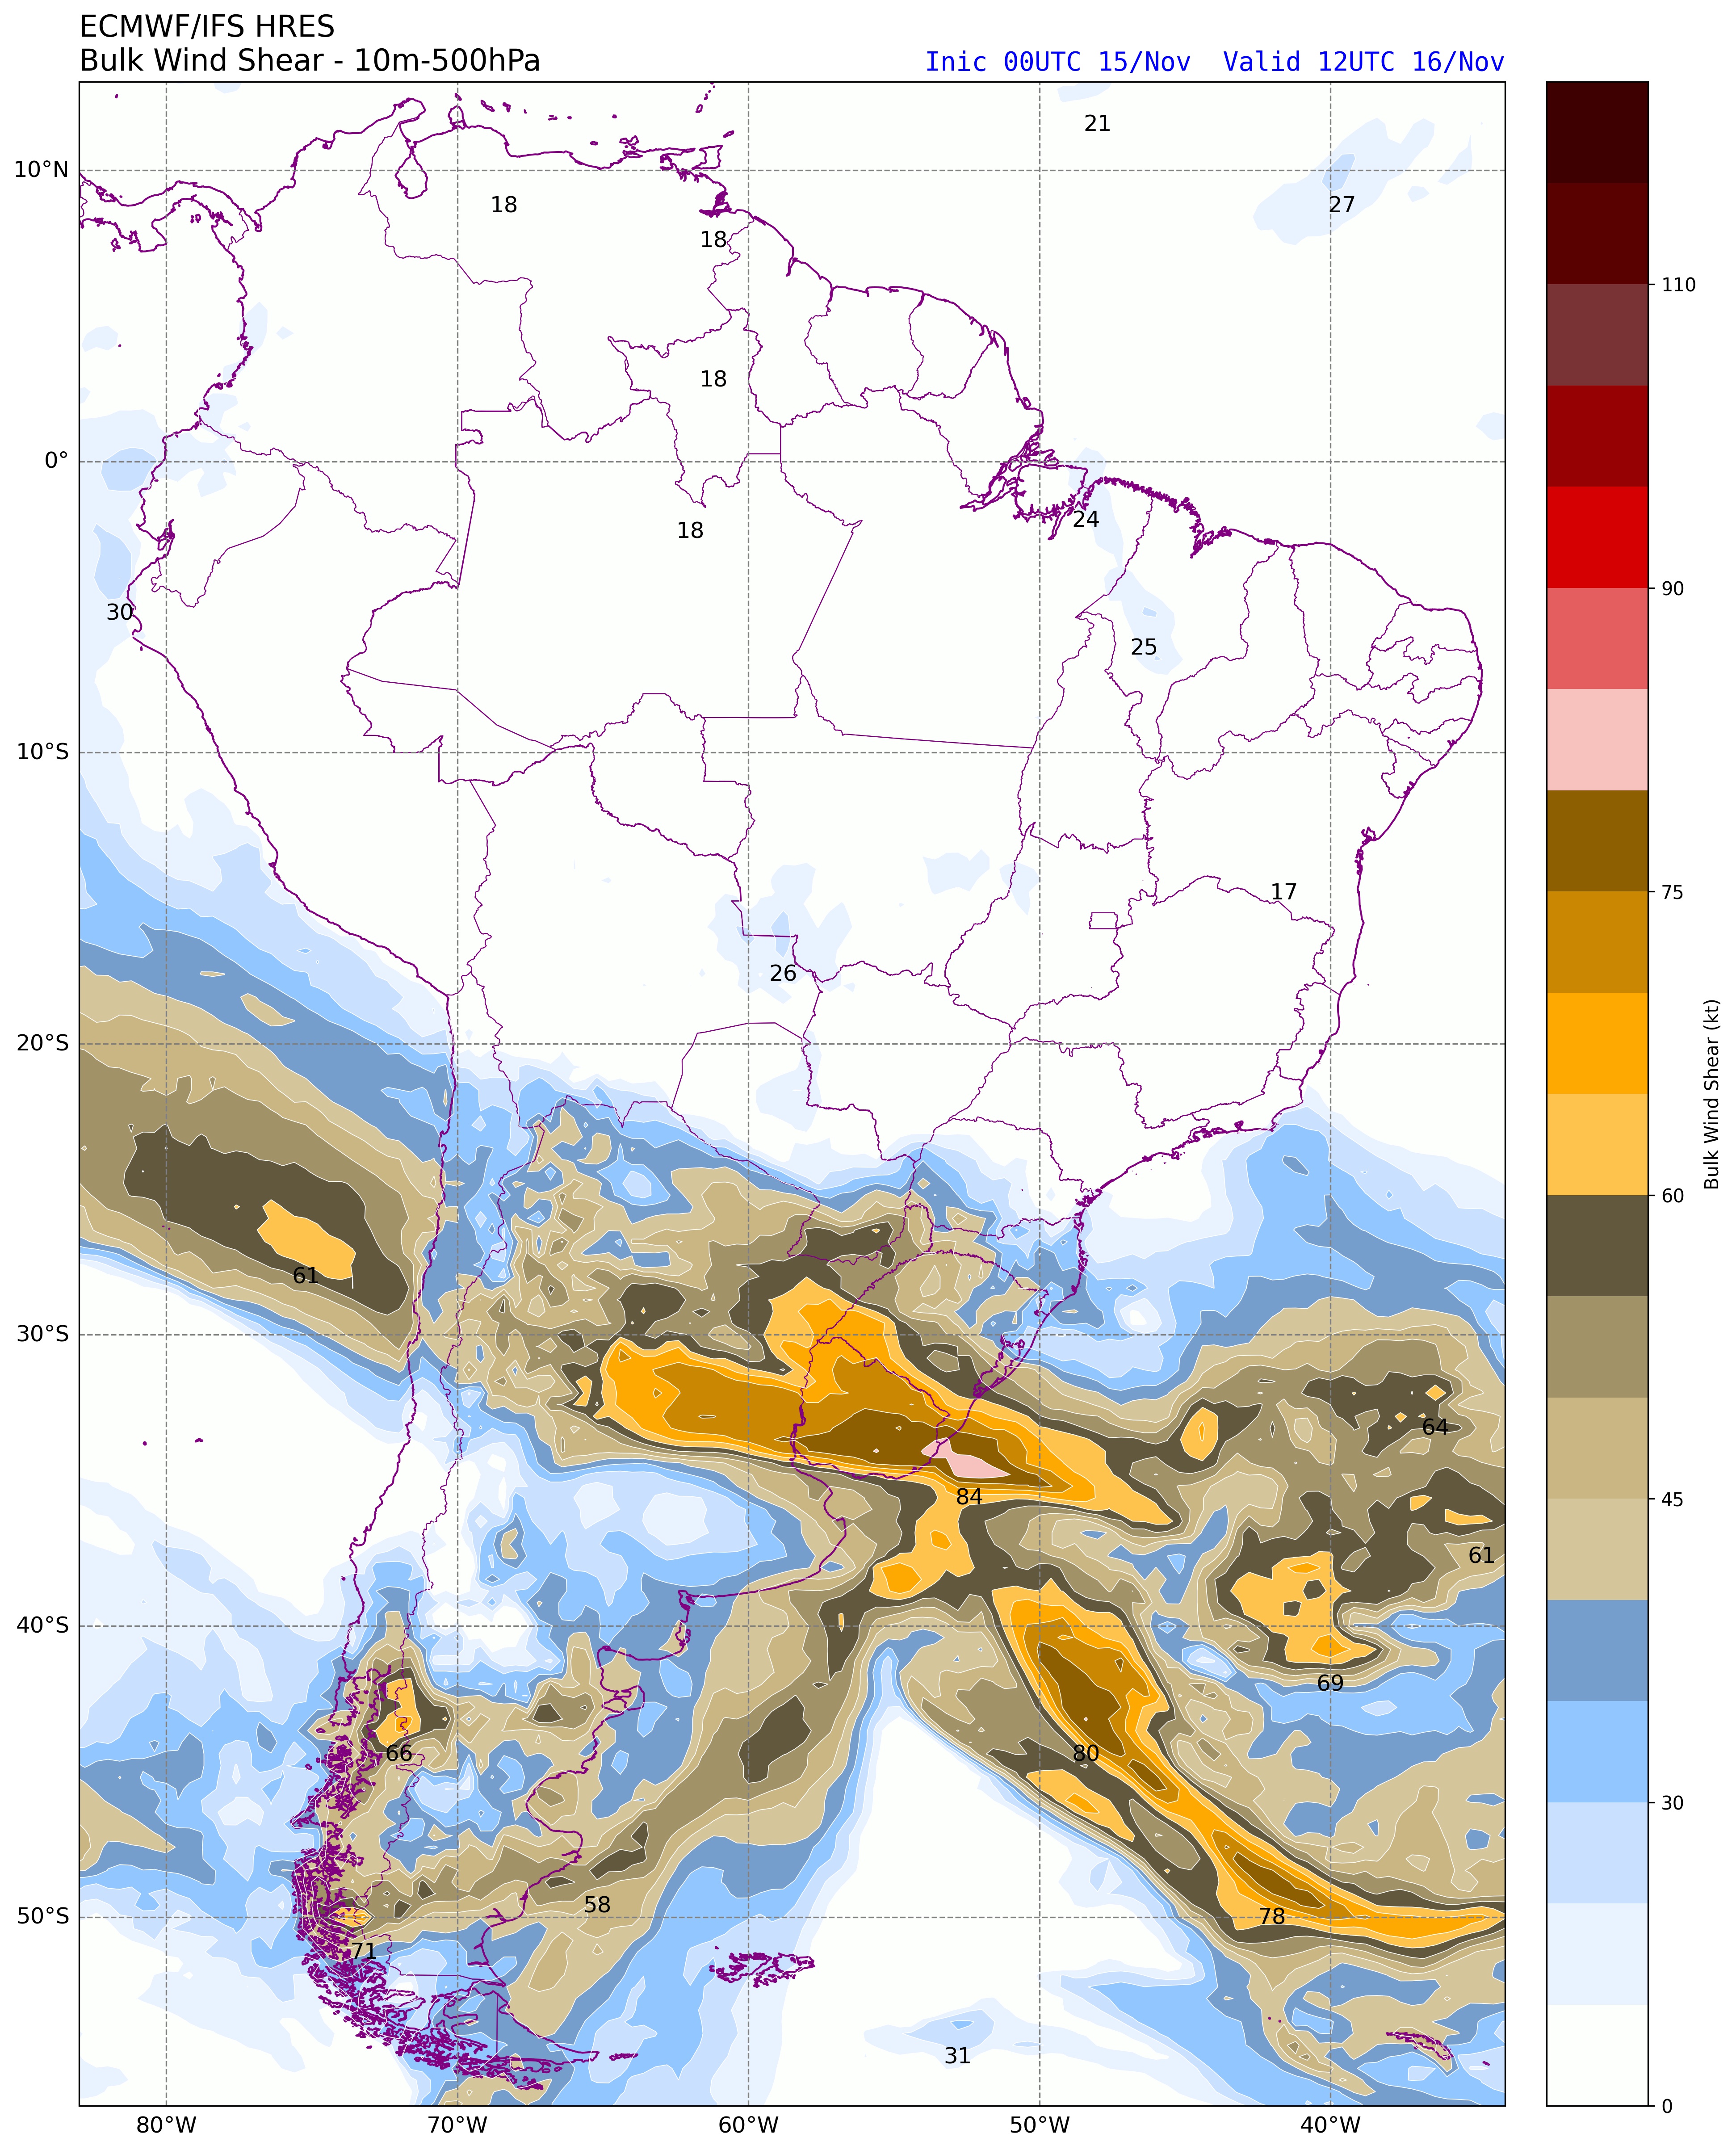 ECMWF/IFS HRES
Bulk Wind Shear - 10m-500hPa
Inic 00UTC 15/Nov  Valid 12UTC 16/Nov
21
10°N
27
18
18
110
18
0°
24
18
90
30
25
10°S
75
17
26
20°S
Bulk Wind Shear (kt)
60
61
30°S
64
84
45
61
40°S
69
66
80
30
58
50°S
78
71
31
0
80°W
70°W
60°W
50°W
40°W